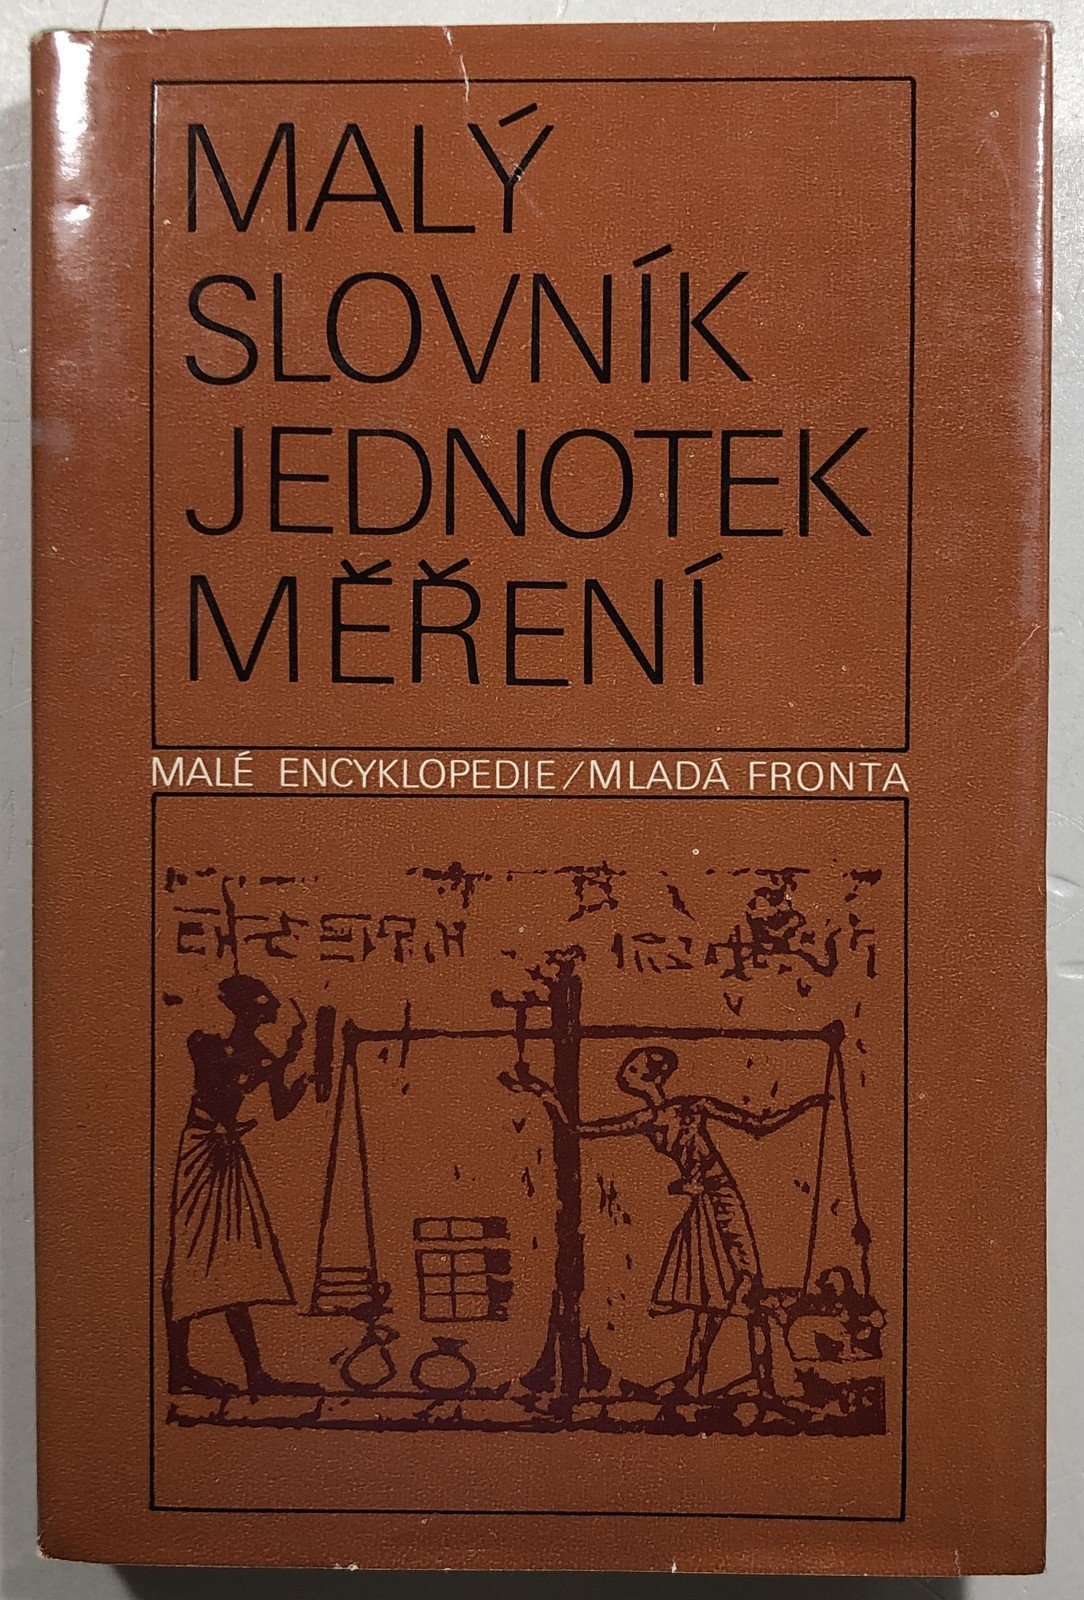 MALÝ
SLOVNÍK
JEDNOTEK
MĚŘENÍ
MALÉ ENCYKLOPEDIE/MLADÁ FRONTA